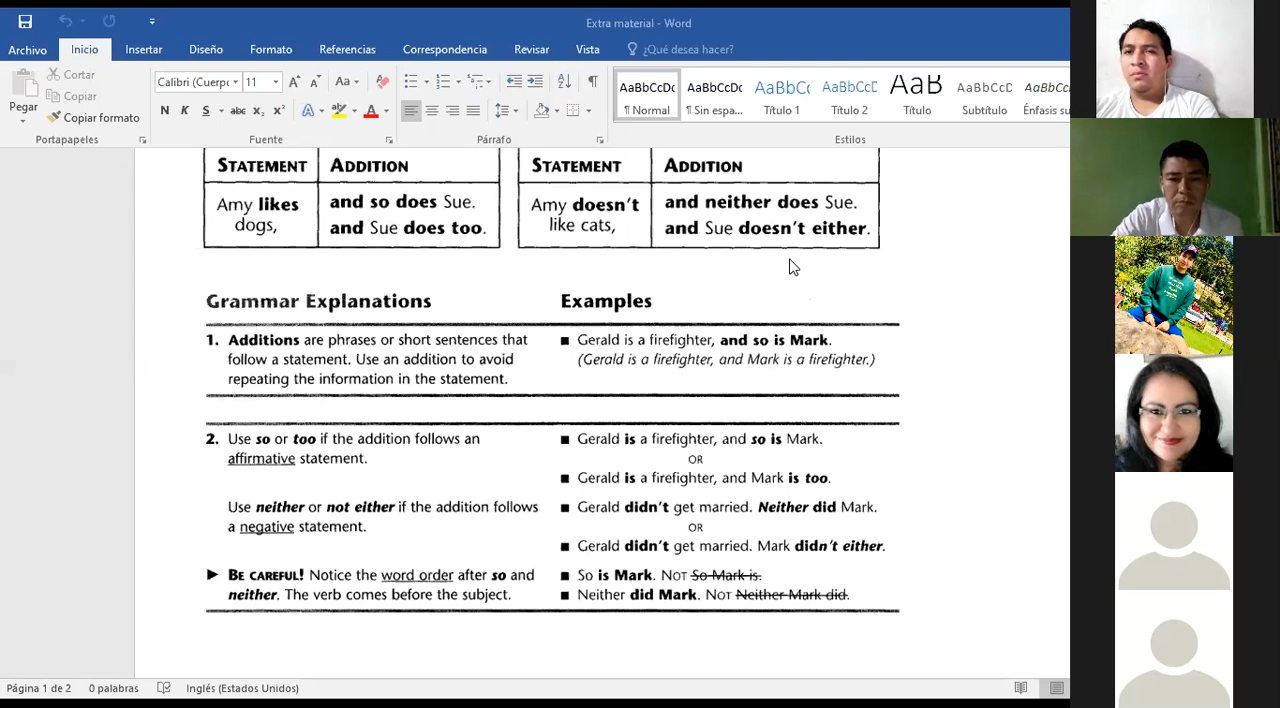 Extra material - Word
Archivo Inicio Insertar Diseño Formato Referencias Correspondencia Revisar Vista ¿Qué desea hacer?
Pegar
Cortar
Copiar
Copiar formato
Portapapeles
Calibri (Cuerpo 11
Aa
N K S abc x₂ x²
A A
Fuente
Párrafo
AaBbCcDc AaBbCcDc AaBbCc AaBbCcD AaB AaBbCcD AaBbCcD
¶ Normal ¶ Sin espa... Título 1 Título 2 Título Subtítulo Énfasis su
Estilos
STATEMENT ADDITION
Amy likes dogs,
and so does Sue.
and Sue does too.
STATEMENT ADDITION
Amy doesn't like cats,
and neither does Sue.
and Sue doesn't either.
Grammar Explanations Examples
1. Additions are phrases or short sentences that
follow a statement. Use an addition to avoid
repeating the information in the statement.
■ Gerald is a firefighter, and so is Mark.
(Gerald is a firefighter, and Mark is a firefighter.)
2. Use so or too if the addition follows an
affirmative statement.
■ Gerald is a firefighter, and so is Mark.
OR
■ Gerald is a firefighter, and Mark is too.
Use neither or not either if the addition follows
a negative statement.
■ Gerald didn't get married. Neither did Mark.
OR
■ Gerald didn't get married. Mark didn't either.
► BE CAREFUL! Notice the word order after so and
neither. The verb comes before the subject.
■ So is Mark. NOT So Mark is.
■ Neither did Mark. NOT Neither Mark did.
Página 1 de 2 0 palabras Inglés (Estados Unidos)